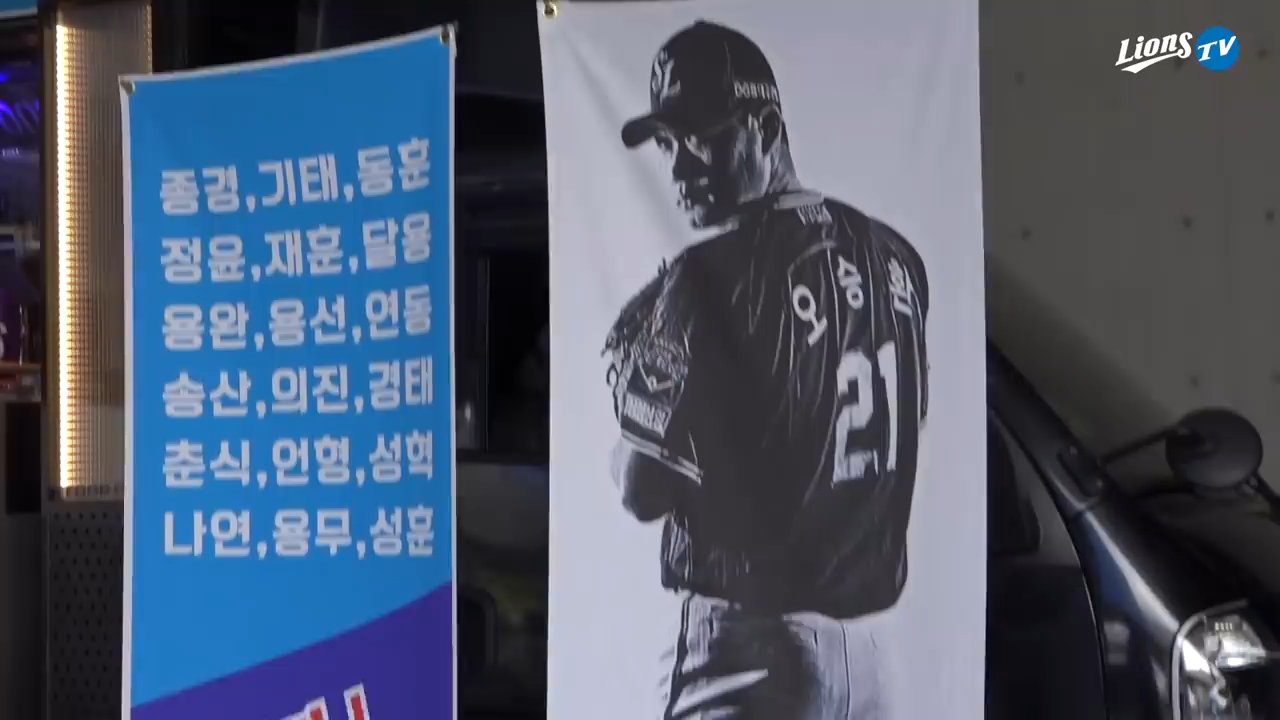 Lions TV
종경,기태,동훈
정윤,재훈,달용
용완,용선,연동
송산,의진,경태
춘식,언형,성혁
나연,용무,성훈
SL
오승환
21